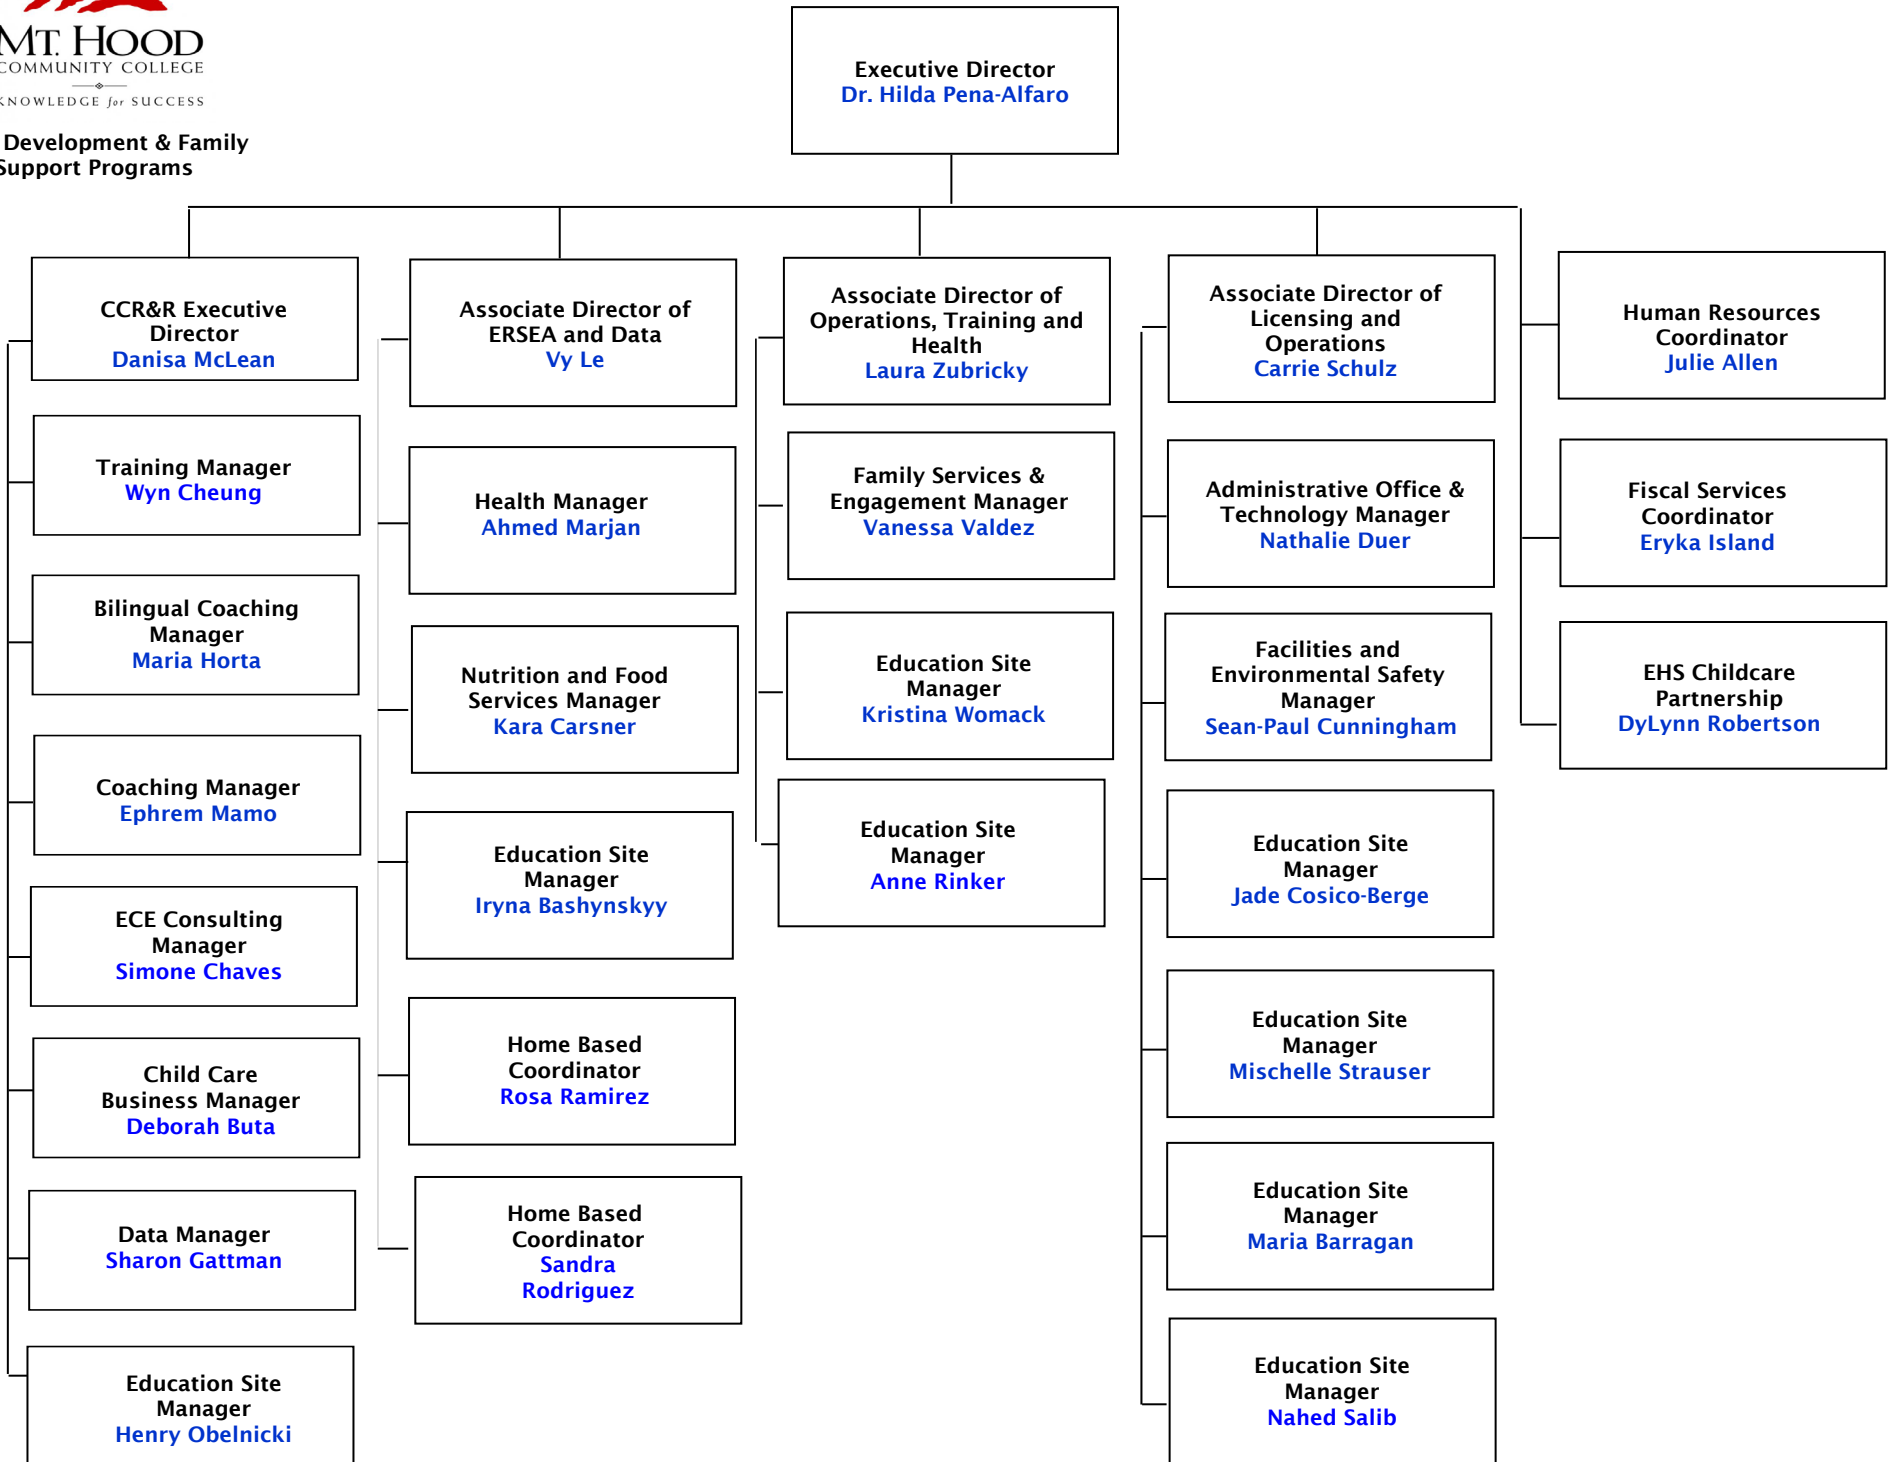 MT. HOOD
COMMUNITY COLLEGE
KNOWLEDGE for SUCCESS
Development & Family
Support Programs
Executive Director
Dr. Hilda Pena-Alfaro
CCR&R Executive
Director
Danisa McLean
Training Manager
Wyn Cheung
Bilingual Coaching
Manager
Maria Horta
Coaching Manager
Ephrem Mamo
ECE Consulting
Manager
Simone Chaves
Child Care
Business Manager
Deborah Buta
Data Manager
Sharon Gattman
Education Site
Manager
Henry Obelnicki
Associate Director of
ERSEA and Data
Vy Le
Health Manager
Ahmed Marjan
Nutrition and Food
Services Manager
Kara Carsner
Education Site
Manager
Iryna Bashynskyy
Home Based
Coordinator
Rosa Ramirez
Home Based
Coordinator
Sandra
Rodriguez
Associate Director of
Operations, Training and
Health
Laura Zubricky
Family Services &
Engagement Manager
Vanessa Valdez
Education Site
Manager
Kristina Womack
Education Site
Manager
Anne Rinker
Associate Director of
Licensing and
Operations
Carrie Schulz
Administrative Office &
Technology Manager
Nathalie Duer
Facilities and
Environmental Safety
Manager
Sean-Paul Cunningham
Education Site
Manager
Jade Cosico-Berge
Education Site
Manager
Mischelle Strauser
Education Site
Manager
Maria Barragan
Education Site
Manager
Nahed Salib
Human Resources
Coordinator
Julie Allen
Fiscal Services
Coordinator
Eryka Island
EHS Childcare
Partnership
DyLynn Robertson